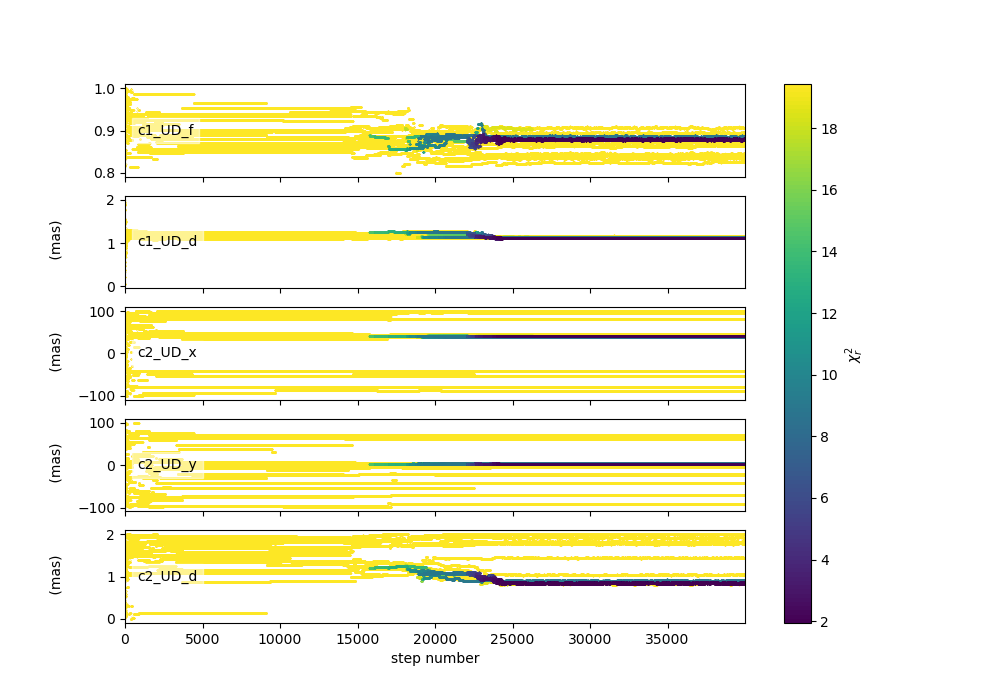 1.0
0.9
0.8
c1_UD_f
2
1
0
(mas)
c1_UD_d
100
0
−100
(mas)
c2_UD_x
100
0
−100
(mas)
c2_UD_y
2
1
0
(mas)
c2_UD_d
0 5000 10000 15000 20000 25000 30000 35000
step number
18
16
14
12
10
8
6
4
2
χ²ᵣ